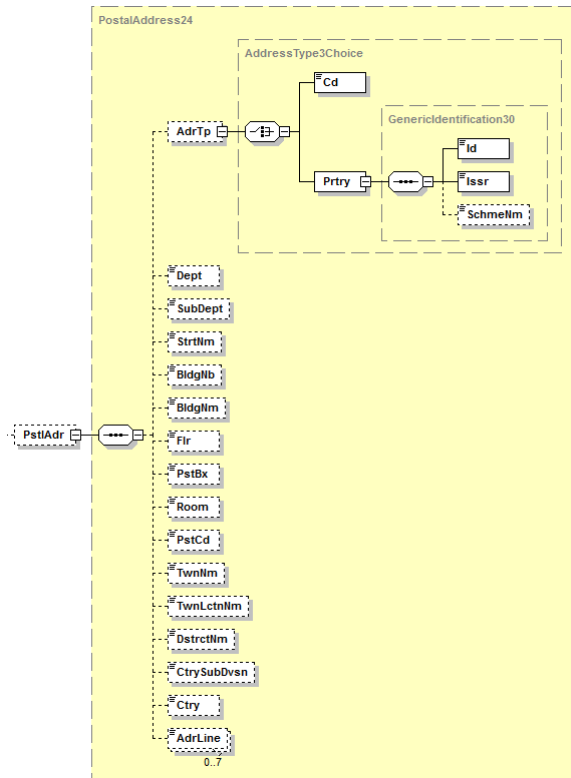 PostalAddress24
AddressType3Choice
Cd
GenericIdentification30
AdrTp
Id
Prtry
Issr
SchmeNm
Dept
SubDept
StrtNm
BldgNb
BldgNm
Flr
PstlAdr
PstBx
Room
PstCd
TwnNm
TwnLctnNm
DstrctNm
CtrySubDvsn
Ctry
AdrLine
0..7